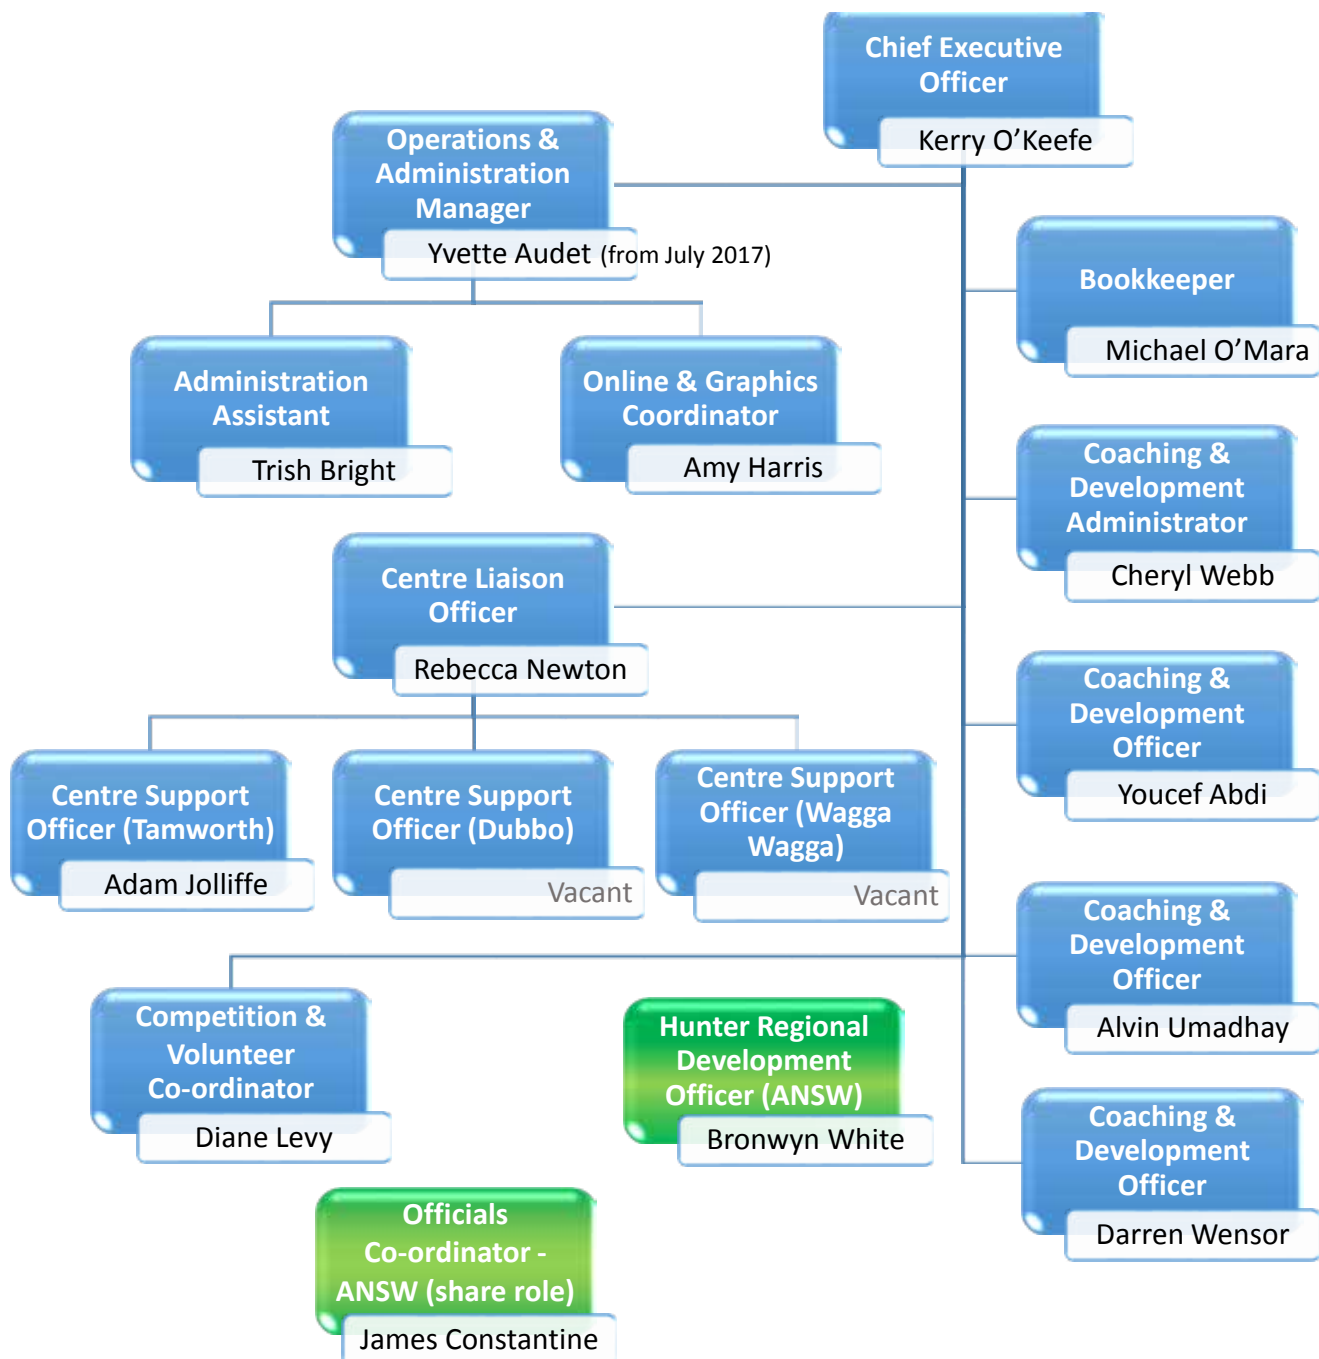 Chief Executive
Officer
Kerry O’Keefe
Operations &
Administration
Manager
Yvette Audet (from July 2017)
Bookkeeper
Michael O’Mara
Administration
Assistant
Trish Bright
Online & Graphics
Coordinator
Amy Harris
Coaching &
Development
Administrator
Cheryl Webb
Centre Liaison
Officer
Rebecca Newton
Coaching &
Development
Officer
Youcef Abdi
Centre Support
Officer (Tamworth)
Adam Jolliffe
Centre Support
Officer (Dubbo)
Vacant
Centre Support
Officer (Wagga
Wagga)
Vacant
Coaching &
Development
Officer
Alvin Umadhay
Competition &
Volunteer
Co-ordinator
Diane Levy
Hunter Regional
Development
Officer (ANSW)
Bronwyn White
Coaching &
Development
Officer
Darren Wensor
Officials
Co-ordinator -
ANSW (share role)
James Constantine